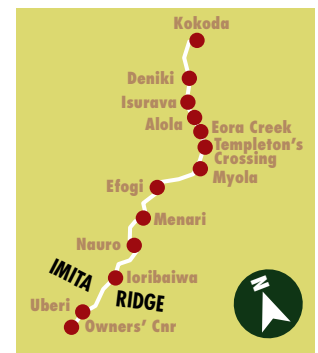 Kokoda
Deniki
Isurava
Alola
Eora Creek
Templeton's
Crossing
Myola
Efogi
Menari
Nauro
IMITA
Ioribaiwa
RIDGE
Uberi
Owners' Cnr
N